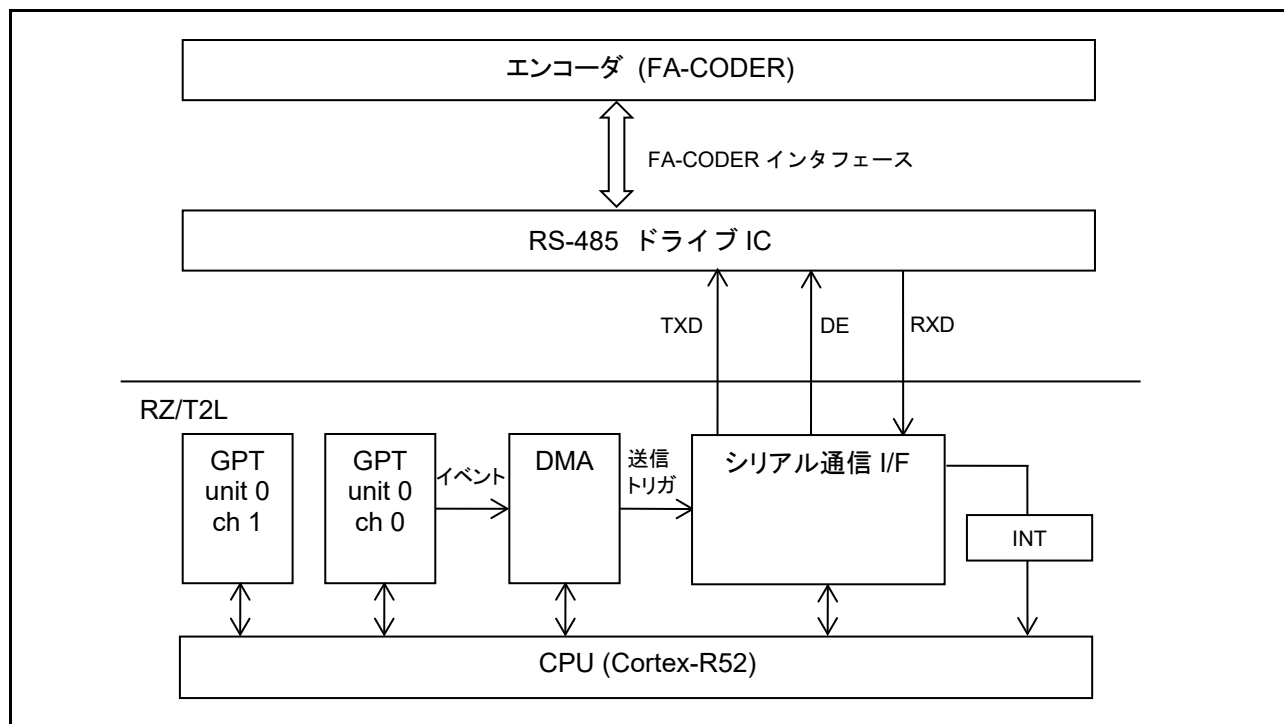 エンコーダ (FA-CODER)
FA-CODER インタフェース
RS-485 ドライブ IC
TXD
DE
RXD
RZ/T2L
GPT
unit 0
ch 1
GPT
unit 0
ch 0
イベント
DMA
送信
トリガ
シリアル通信 I/F
INT
CPU (Cortex-R52)